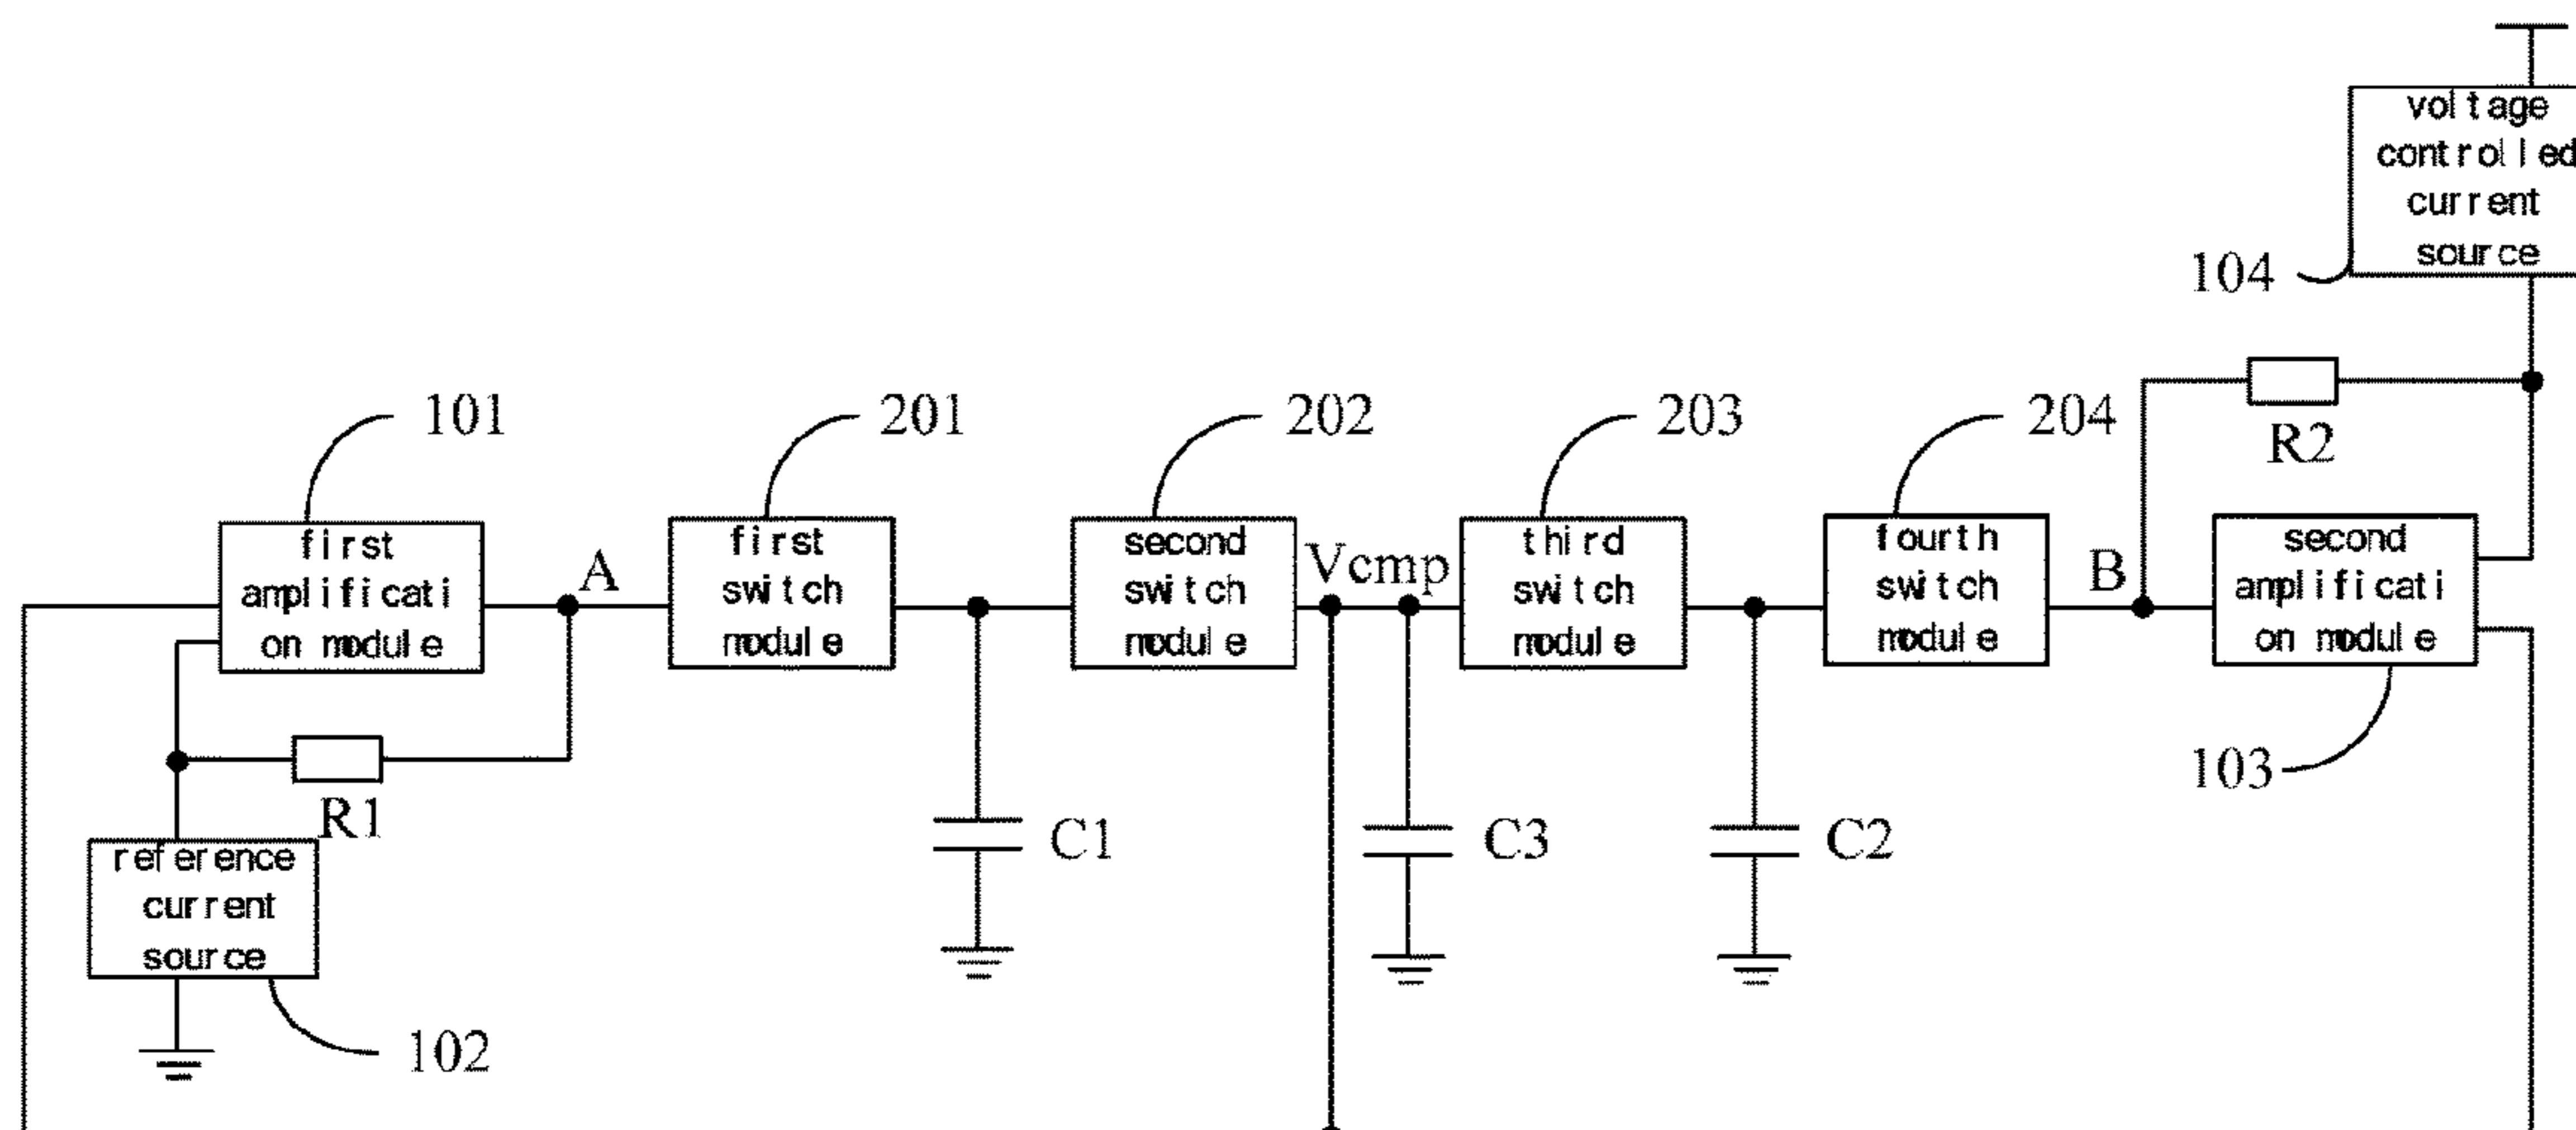 voltage
controlled
current
source
104
R2
101
201
202
203
204
first
amplificati
on module
A
first
switch
module
second
switch
module
Vcmp
third
switch
module
fourth
switch
module
B
second
amplificati
on module
103
R1
reference
current
source
102
C1
C3
C2